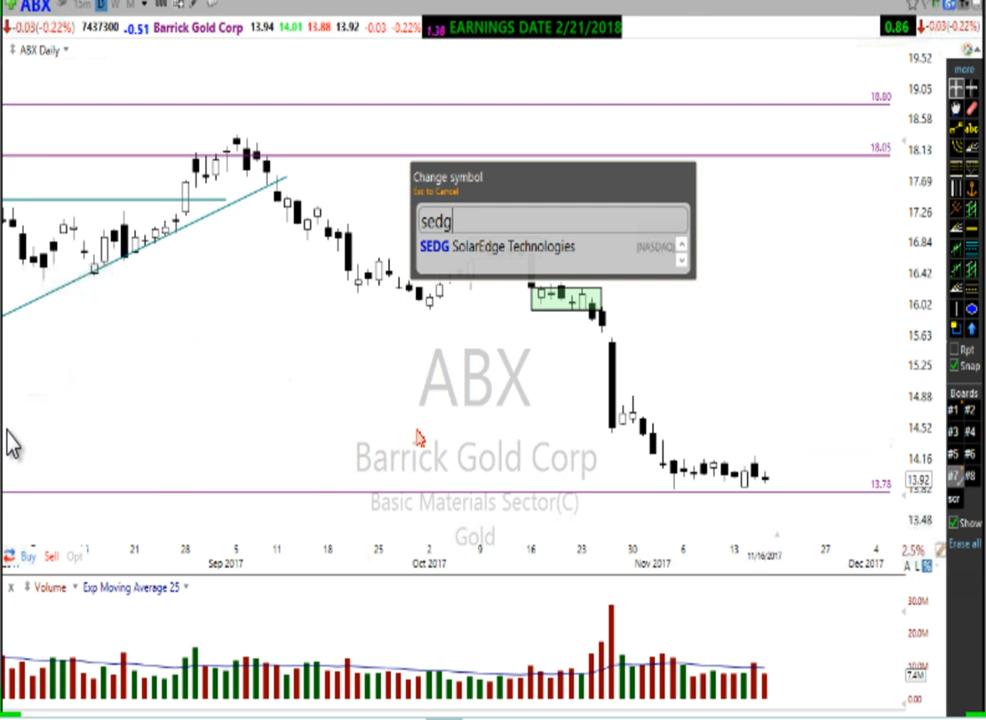 ABX 15m D W M
-0.03(-0.22%) 7437300 -0.51 Barrick Gold Corp 13.94 14.01 13.88 13.92 -0.03 -0.22% 1.38 EARNINGS DATE 2/21/2018 0.86 -0.03(-0.22%)
ABX Daily
19.52
more
19.05
18.80
18.58
abc
18.13
18.05
Change symbol
Esc to Cancel
17.69
sedg
17.26
SEDG SolarEdge Technologies (NASDAQ)
16.84
16.42
16.02
15.63
Rpt
15.25
Snap
ABX
Boards
14.88
#1 #2
14.52
#3 #4
Barrick Gold Corp
14.16
#5 #6
13.92
#7 #8
13.78
Basic Materials Sector(C)
scr
13.48
Show
Gold
Erase all
21 28 5 11 18 25 2 9 16 23 30 6 13 11/16/2017 27 4
2.5%
Buy Sell Opt
Sep 2017 Oct 2017 Nov 2017 Dec 2017
A L %
x Volume Exp Moving Average 25
30.0M
20.0M
10.0M
7.4M
0.00